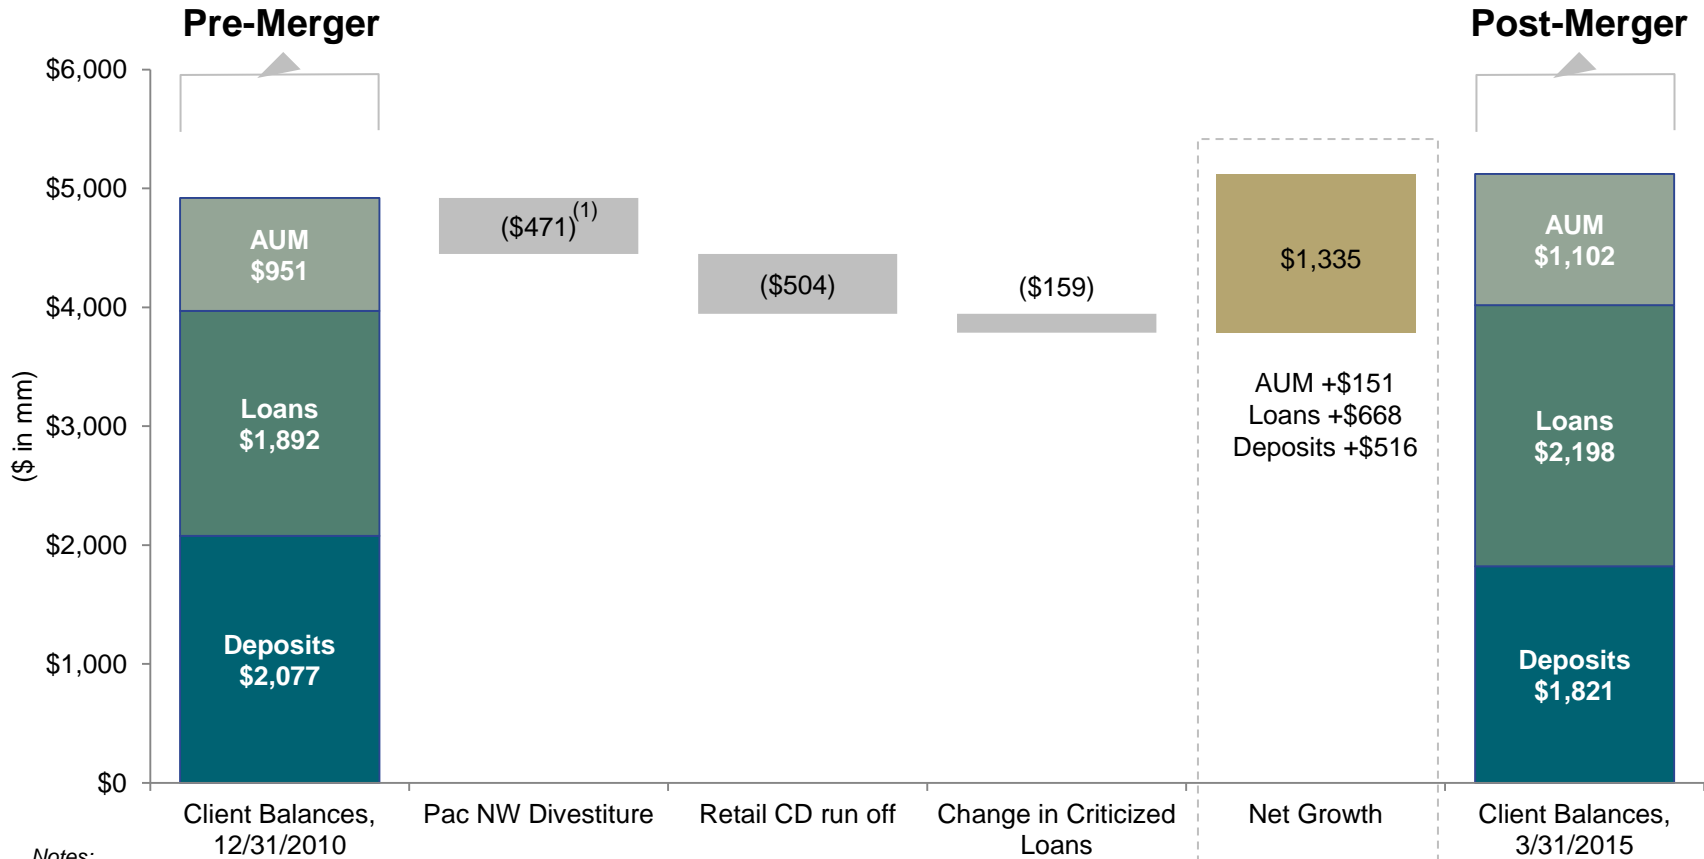 Pre-Merger
Post-Merger
$6,000
$5,000
$4,000
$3,000
$2,000
$1,000
$0
($ in mm)
AUM
$951
Loans
$1,892
Deposits
$2,077
($471)(1)
($504)
($159)
$1,335
AUM +$151
Loans +$668
Deposits +$516
AUM
$1,102
Loans
$2,198
Deposits
$1,821
Client Balances,
12/31/2010
Pac NW Divestiture
Retail CD run off
Change in Criticized
Loans
Net Growth
Client Balances,
3/31/2015
Notes: